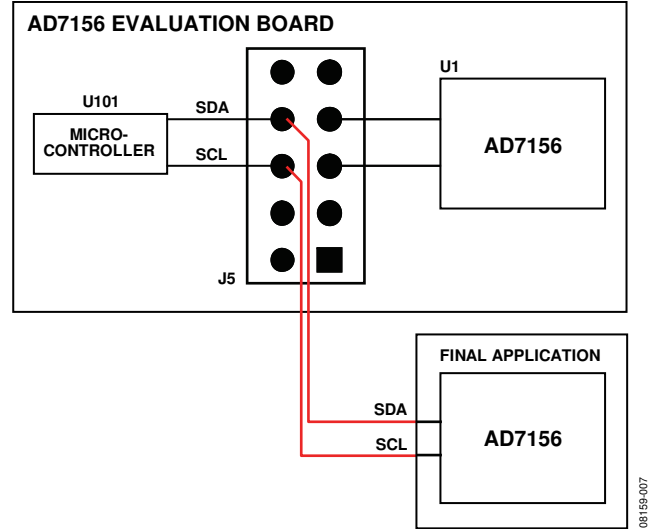 AD7156 EVALUATION BOARD
U101
MICRO-
CONTROLLER
SDA
SCL
J5
U1
AD7156
FINAL APPLICATION
SDA
SCL
AD7156
08159-007